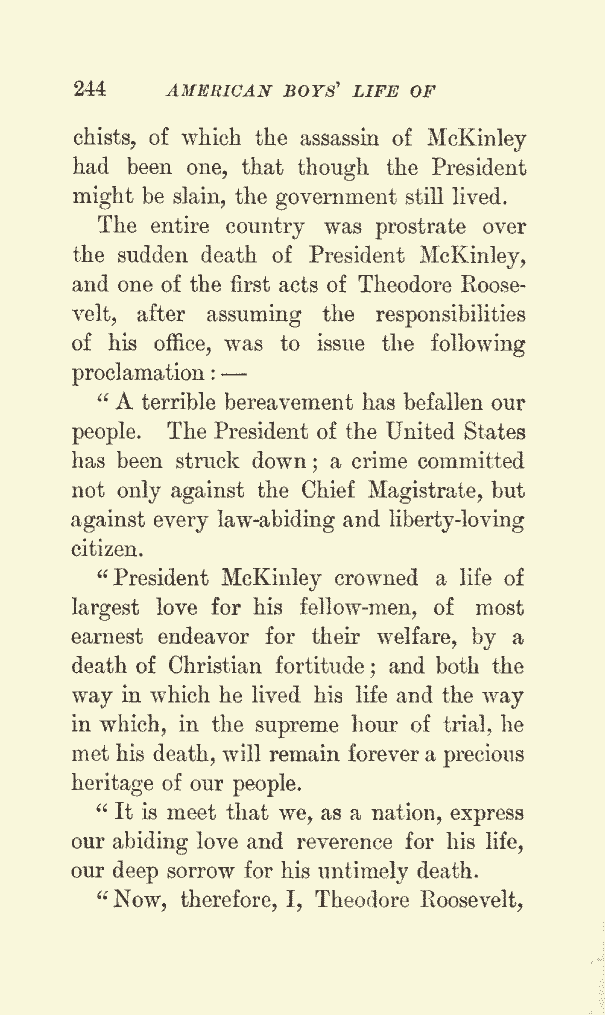 244 AMERICAN BOYS' LIFE OF
chists, of which the assassin of McKinley
had been one, that though the President
might be slain, the government still lived.
The entire country was prostrate over
the sudden death of President McKinley,
and one of the first acts of Theodore Roose-
velt, after assuming the responsibilities
of his office, was to issue the following
proclamation: —
“A terrible bereavement has befallen our
people. The President of the United States
has been struck down; a crime committed
not only against the Chief Magistrate, but
against every law-abiding and liberty-loving
citizen.
“President McKinley crowned a life of
largest love for his fellow-men, of most
earnest endeavor for their welfare, by a
death of Christian fortitude; and both the
way in which he lived his life and the way
in which, in the supreme hour of trial, he
met his death, will remain forever a precious
heritage of our people.
“It is meet that we, as a nation, express
our abiding love and reverence for his life,
our deep sorrow for his untimely death.
“Now, therefore, I, Theodore Roosevelt,